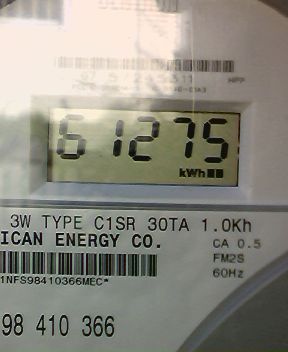 61275
kWh
3W TYPE C1SR 30TA 1.0Kh
ICAN ENERGY CO.
CA 0.5
FM2S
60Hz
1NFS98410366MEC*
98 410 366